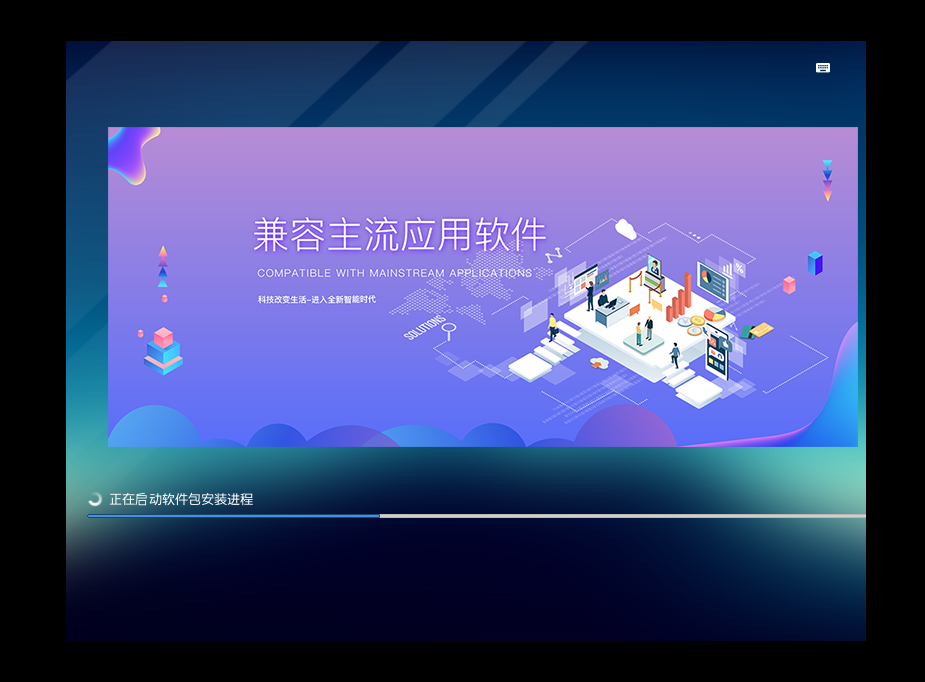 兼容主流应用软件
COMPATIBLE WITH MAINSTREAM APPLICATIONS
科技改变生活-进入全新智能时代
SOLUTIONS
%
正在启动软件包安装进程